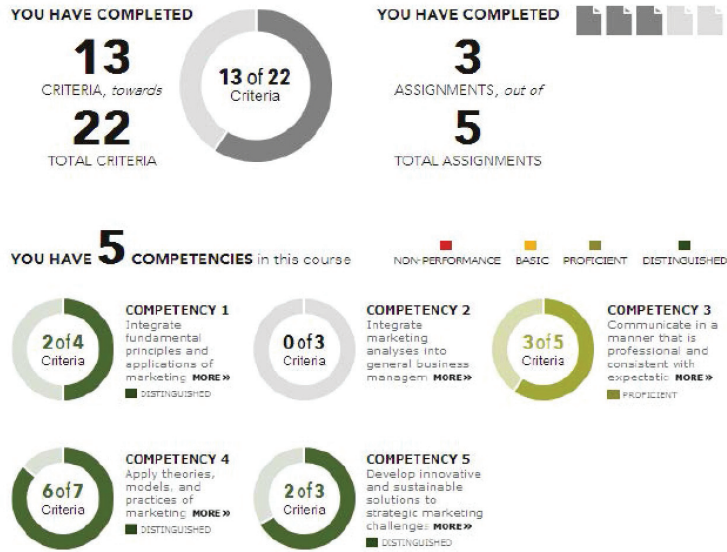 YOU HAVE COMPLETED
13
CRITERIA, towards
22
TOTAL CRITERIA
13 of 22
Criteria
YOU HAVE COMPLETED
3
ASSIGNMENTS, out of
5
TOTAL ASSIGNMENTS
YOU HAVE 5 COMPETENCIES in this course
NON-PERFORMANCE BASIC PROFICIENT DISTINGUISHED
2 of 4
Criteria
COMPETENCY 1
Integrate
fundamental
principles and
applications of
marketing MORE»
DISTINGUISHED
0 of 3
Criteria
COMPETENCY 2
Integrate
marketing
analyses into
general business
managem MORE»
3 of 5
Criteria
COMPETENCY 3
Communicate in a
manner that is
professional and
consistent with
expectatic MORE»
PROFICIENT
6 of 7
Criteria
COMPETENCY 4
Apply theories,
models, and
practices of
marketing MORE»
DISTINGUISHED
2 of 3
Criteria
COMPETENCY 5
Develop innovative
and sustainable
solutions to
strategic marketing
challenge: MORE»
DISTINGUISHED